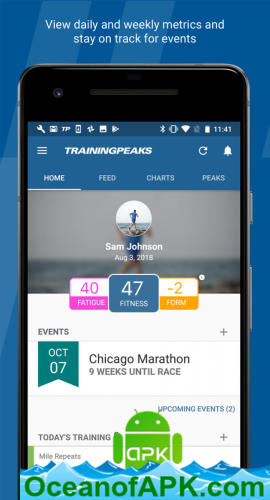 View daily and weekly metrics and
stay on track for events
TP
11:41
TRAININGPEAKS
HOME FEED CHARTS PEAKS
Sam Johnson
Aug 3, 2018
40 47 -2
FATIGUE FITNESS FORM
EVENTS +
OCT
07
Chicago Marathon
9 WEEKS UNTIL RACE
UPCOMING EVENTS (2)
TODAY'S TRAINING +
Mile Repeats
APK
OceanofAPK.com